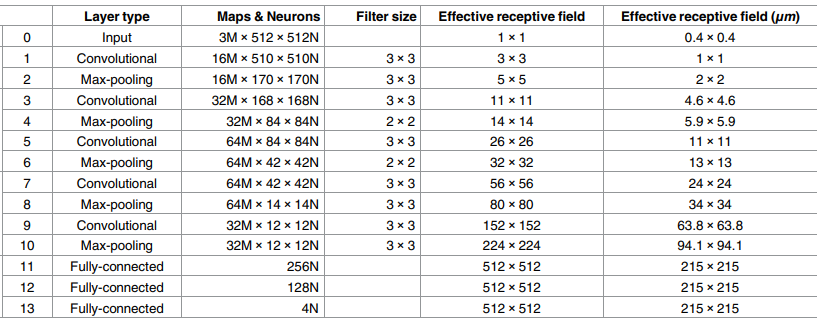 Layer type Maps & Neurons Filter size Effective receptive field Effective receptive field (μm)
0 Input 3M × 512 × 512N 1 × 1 0.4 × 0.4
1 Convolutional 16M × 510 × 510N 3 × 3 3 × 3 1 × 1
2 Max-pooling 16M × 170 × 170N 3 × 3 5 × 5 2 × 2
3 Convolutional 32M × 168 × 168N 3 × 3 11 × 11 4.6 × 4.6
4 Max-pooling 32M × 84 × 84N 2 × 2 14 × 14 5.9 × 5.9
5 Convolutional 64M × 84 × 84N 3 × 3 26 × 26 11 × 11
6 Max-pooling 64M × 42 × 42N 2 × 2 32 × 32 13 × 13
7 Convolutional 64M × 42 × 42N 3 × 3 56 × 56 24 × 24
8 Max-pooling 64M × 14 × 14N 3 × 3 80 × 80 34 × 34
9 Convolutional 32M × 12 × 12N 3 × 3 152 × 152 63.8 × 63.8
10 Max-pooling 32M × 12 × 12N 3 × 3 224 × 224 94.1 × 94.1
11 Fully-connected 256N 512 × 512 215 × 215
12 Fully-connected 128N 512 × 512 215 × 215
13 Fully-connected 4N 512 × 512 215 × 215